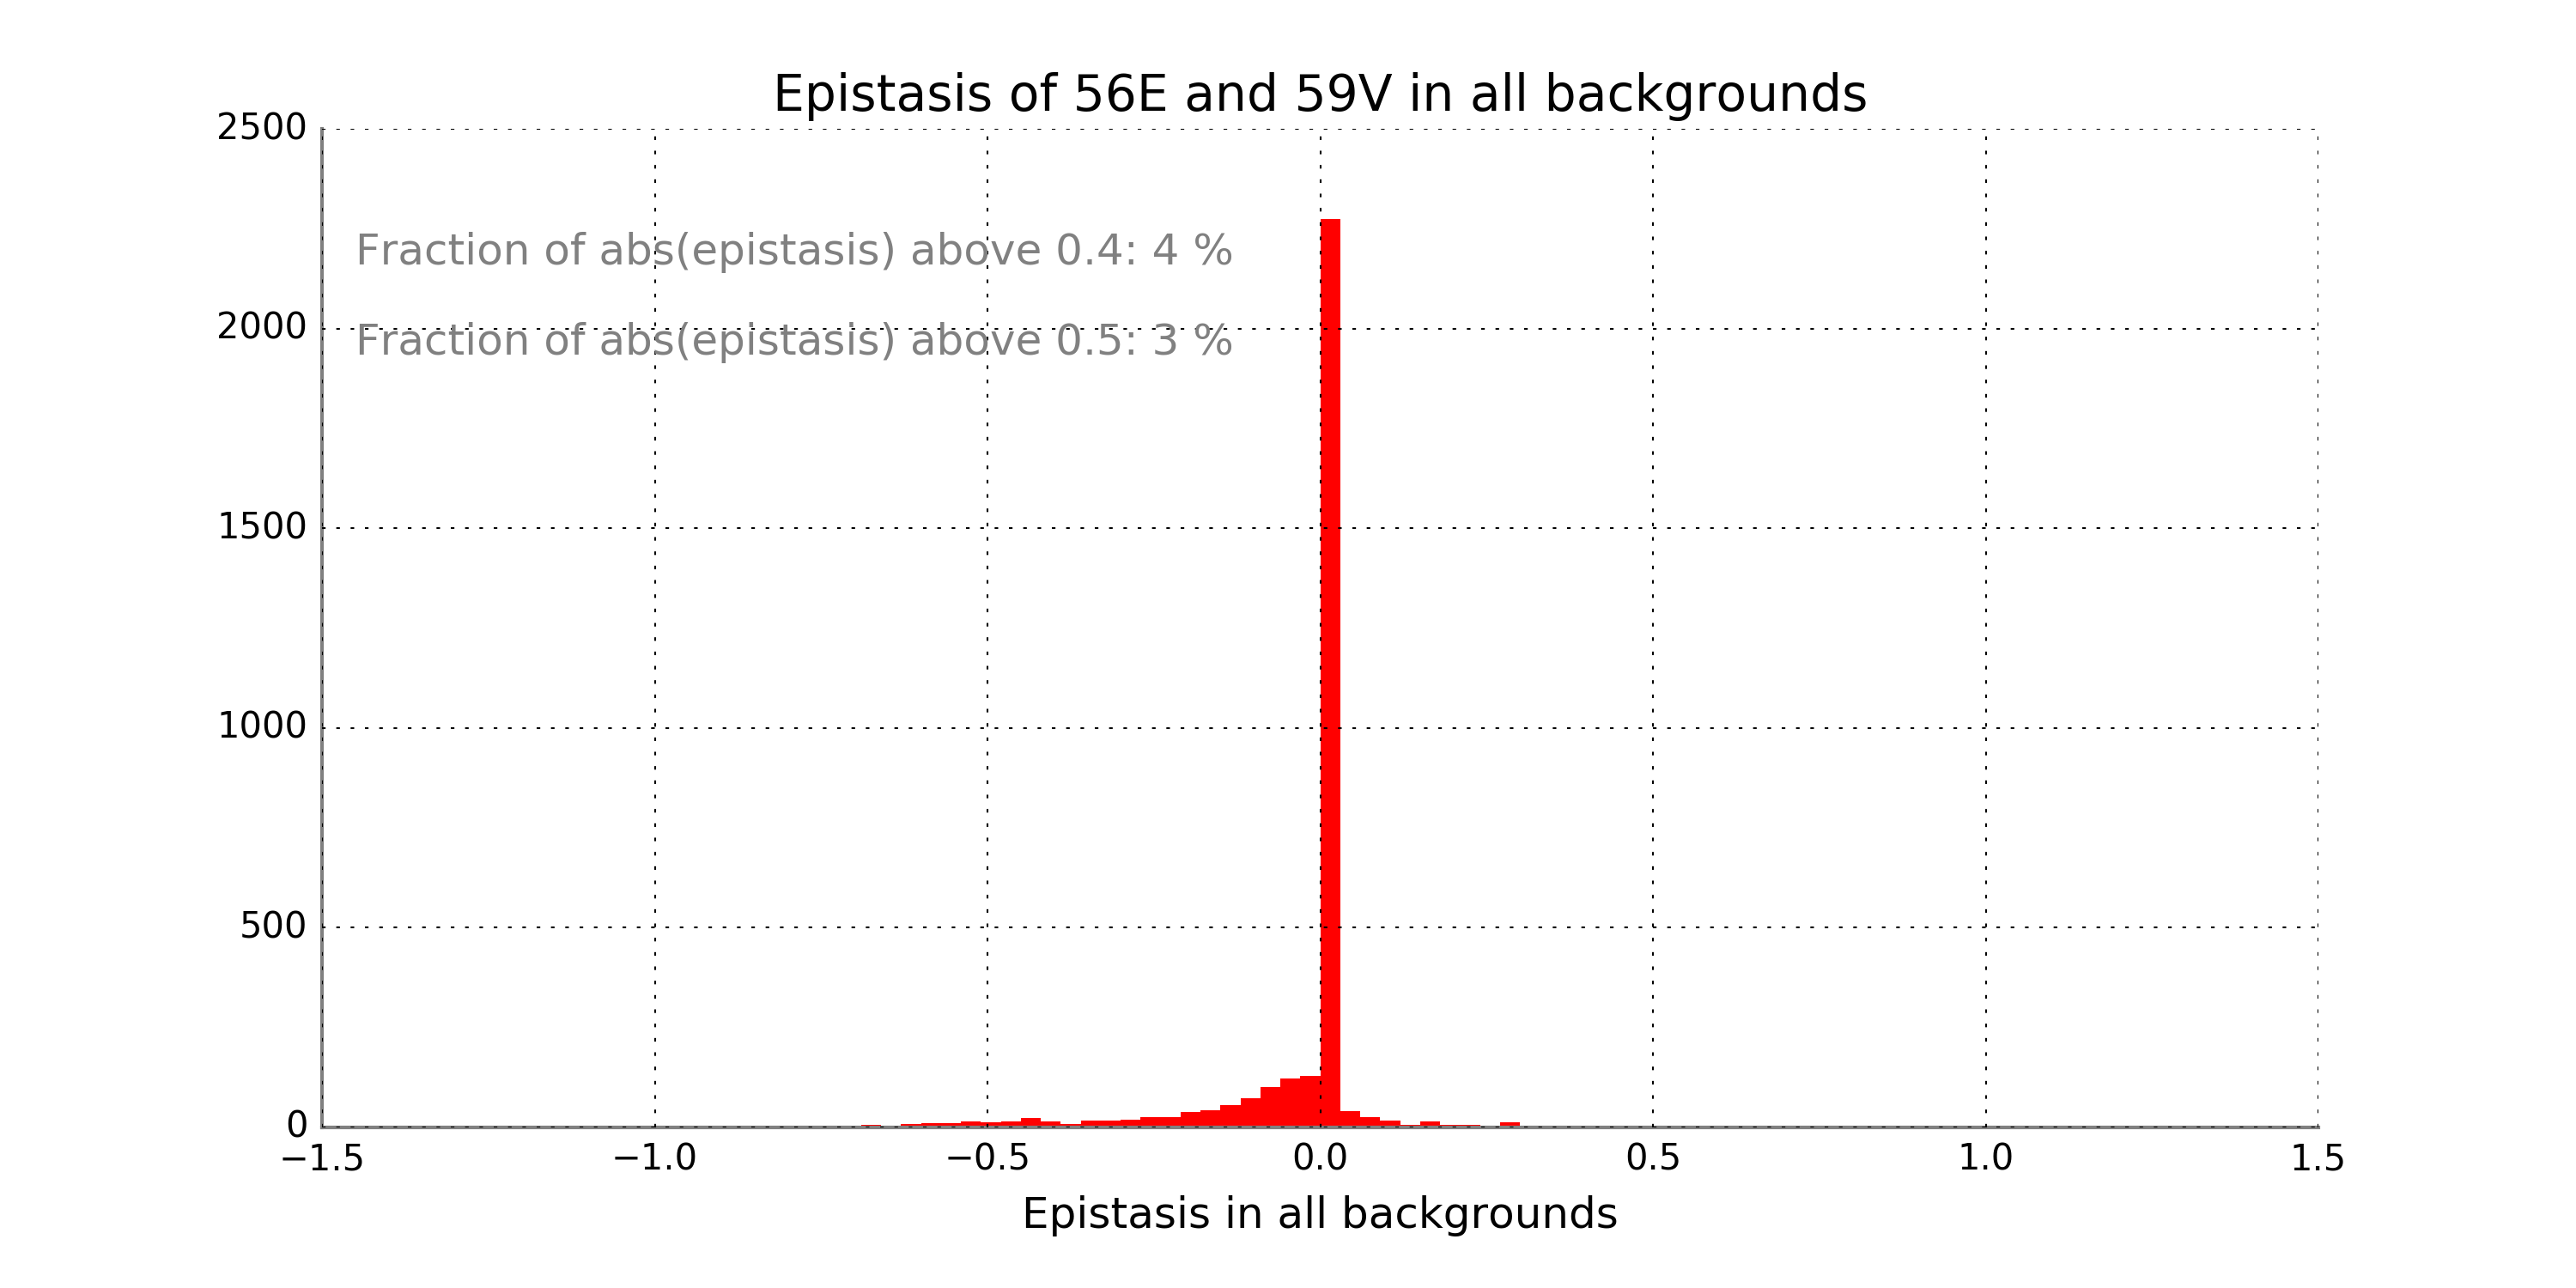 Epistasis of 56E and 59V in all backgrounds
2500
Fraction of abs(epistasis) above 0.4: 4 %
2000
Fraction of abs(epistasis) above 0.5: 3 %
1500
1000
500
0
−1.5 −1.0 −0.5 0.0 0.5 1.0 1.5
Epistasis in all backgrounds